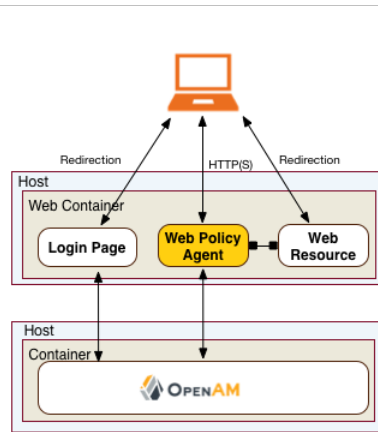 Redirection
HTTP(S)
Redirection
Host
Web Container
Login Page
Web Policy
Agent
Web
Resource
Host
Container
OPENAM